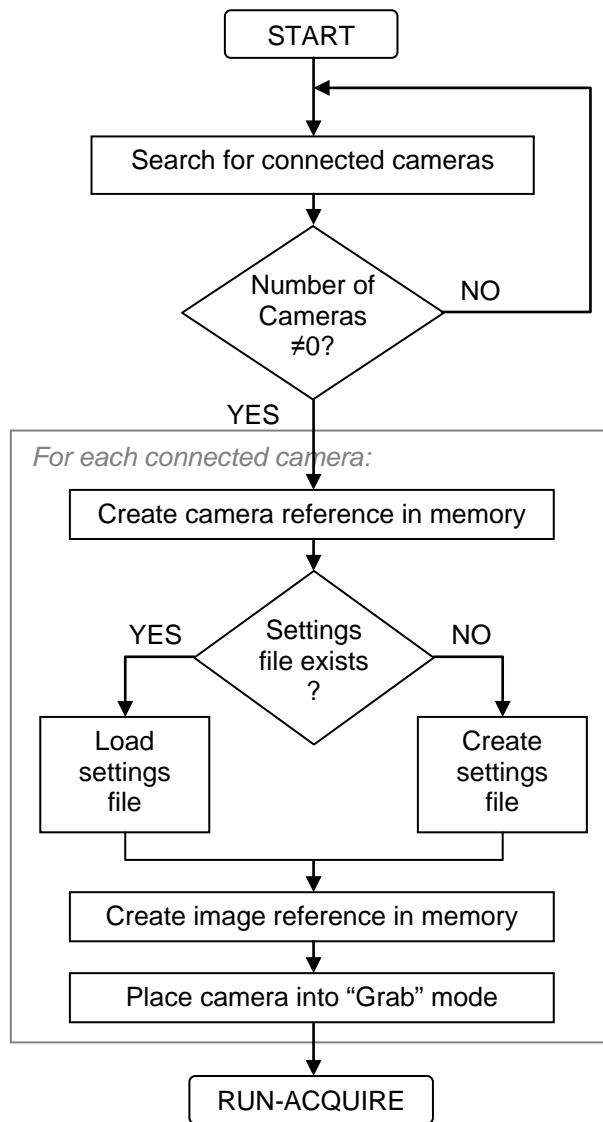 START
Search for connected cameras
Number of
Cameras
≠0?
NO
YES
For each connected camera:
Create camera reference in memory
YES
Settings
file exists
?
NO
Load
settings
file
Create
settings
file
Create image reference in memory
Place camera into “Grab” mode
RUN-ACQUIRE